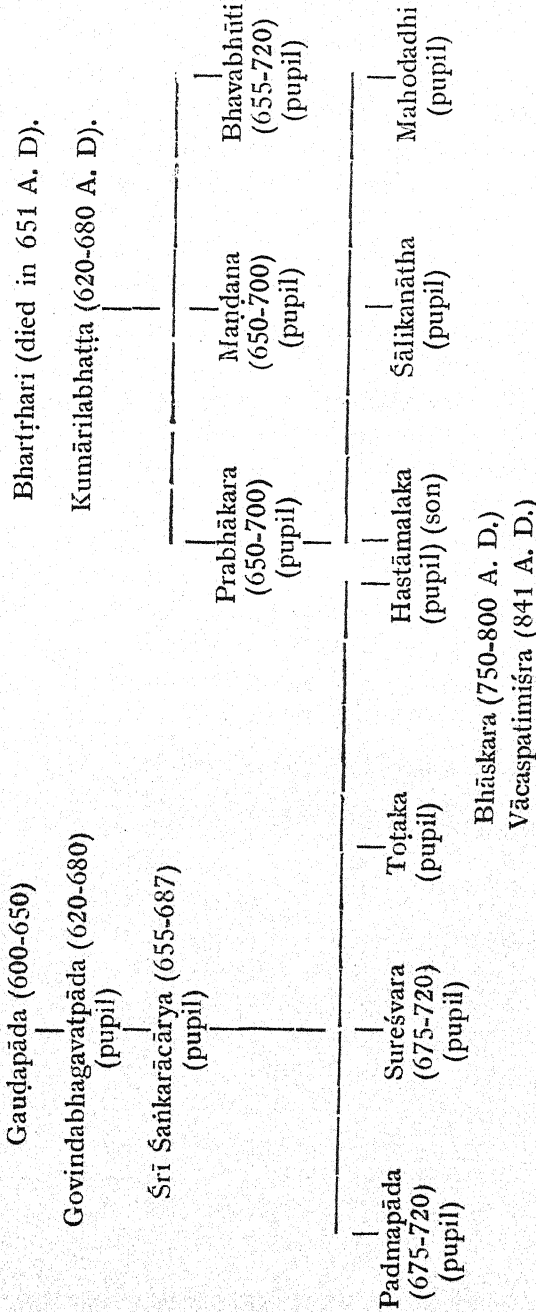 Bhartṛhari (died in 651 A. D).
Gauḍapāda (600-650)
Kumārilabhaṭṭa (620-680 A. D).
Govindabhagavatpāda (620-680)
(pupil)
Śrī Śaṅkarācārya (655-687)
(pupil)
Prabhākara
(650-700)
(pupil)
Maṇḍana
(650-700)
(pupil)
Bhavabhūti
(655-720)
(pupil)
Padmapāda
(675-720)
(pupil)
Sureśvara
(675-720)
(pupil)
Toṭaka
(pupil)
Hastāmalaka
(pupil) (son)
Śālikanātha
(pupil)
Mahodadhi
(pupil)
Bhāskara (750-800 A. D.)
Vācaspatimiśra (841 A. D.)